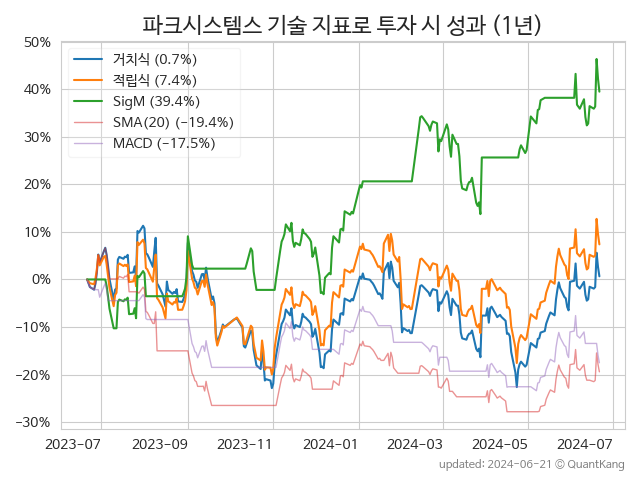 파크시스템스 기술 지표로 투자 시 성과 (1년)
거치식 (0.7%)
적립식 (7.4%)
SigM (39.4%)
SMA(20) (−19.4%)
MACD (−17.5%)
50%
40%
30%
20%
10%
0%
−10%
−20%
−30%
2023-07
2023-09
2023-11
2024-01
2024-03
2024-05
2024-07
updated: 2024-06-21 © QuantKang